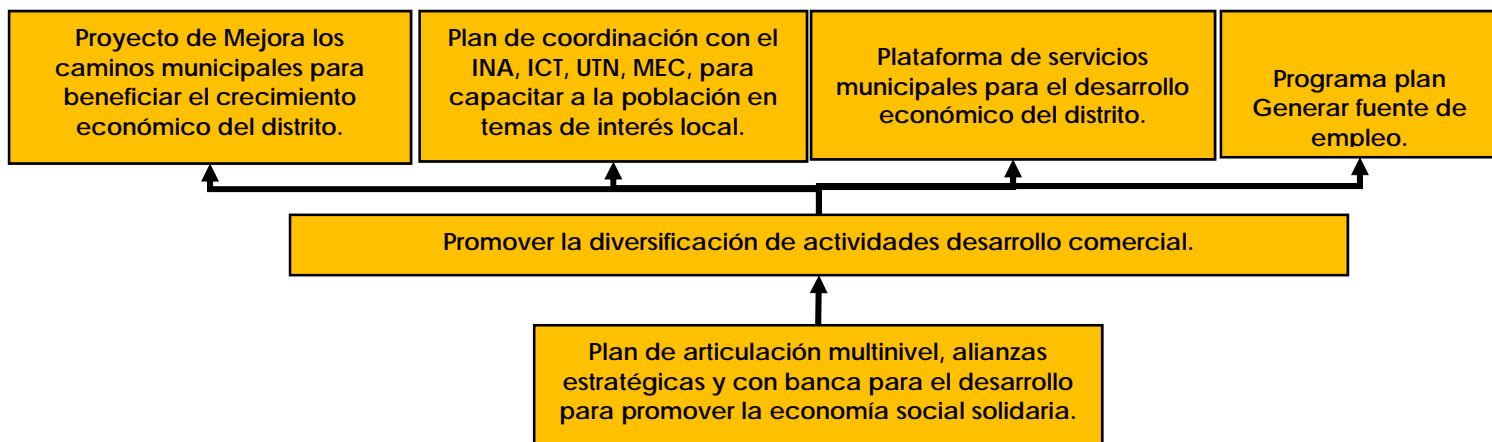 Proyecto de Mejora los
caminos municipales para
beneficiar el crecimiento
económico del distrito.
Plan de coordinación con el
INA, ICT, UTN, MEC, para
capacitar a la población en
temas de interés local.
Plataforma de servicios
municipales para el desarrollo
económico del distrito.
Programa plan
Generar fuente de
empleo.
Promover la diversificación de actividades desarrollo comercial.
Plan de articulación multinivel, alianzas
estratégicas y con banca para el desarrollo
para promover la economía social solidaria.